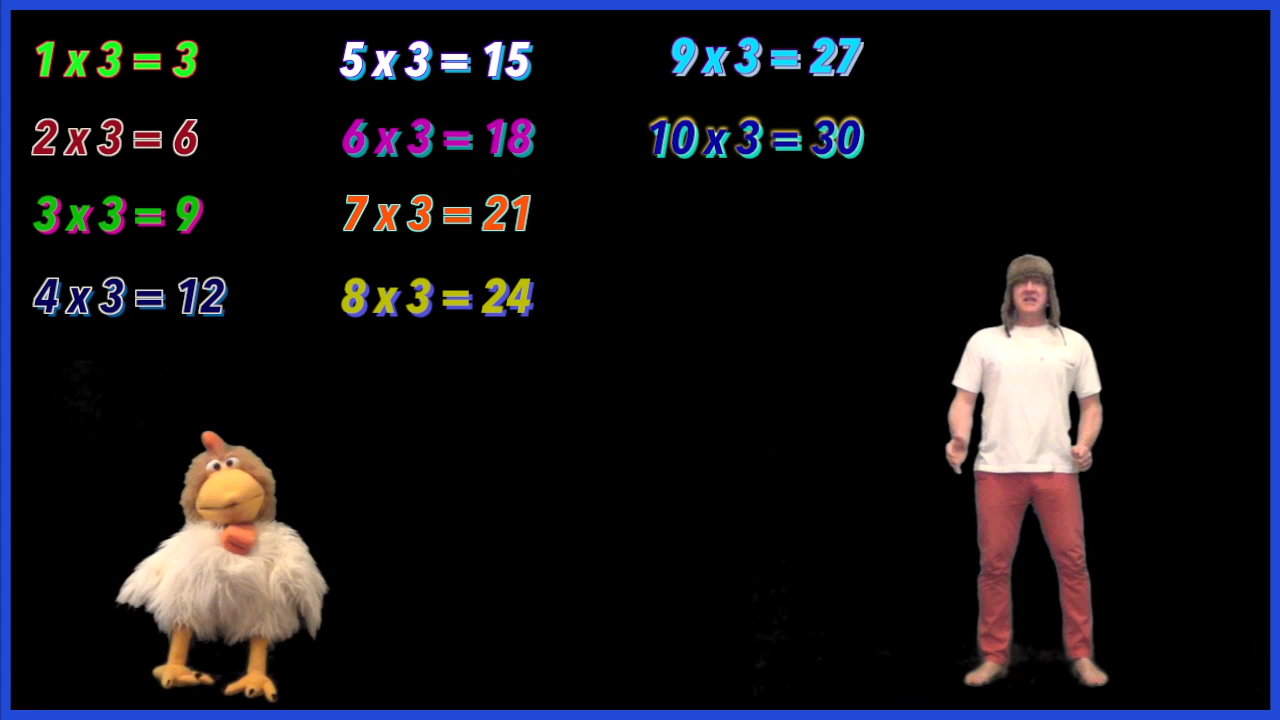 1 x 3 = 3
2 x 3 = 6
3 x 3 = 9
4 x 3 = 12
5 x 3 = 15
6 x 3 = 18
7 x 3 = 21
8 x 3 = 24
9 x 3 = 27
10 x 3 = 30